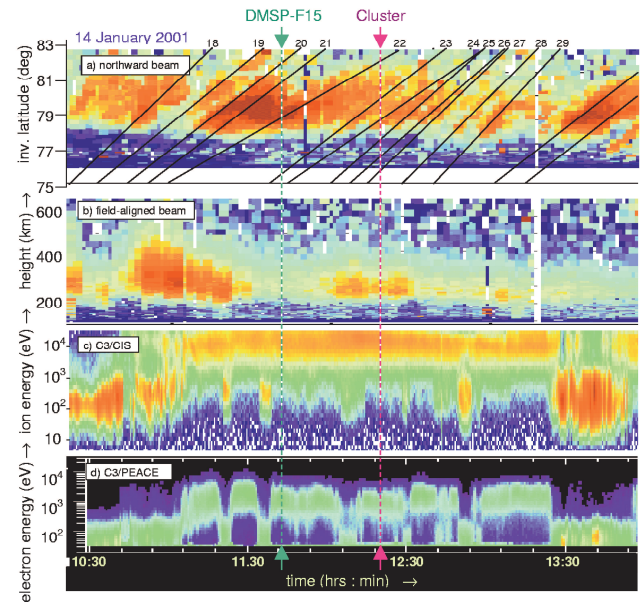 DMSP-F15 Cluster
14 January 2001
18 19 20 21 22 23 24 25 26 27 28 29
a) northward beam
inv. latitude (deg)
83
81
79
77
75
b) field-aligned beam
→ height (km) →
600
400
200
c) C3/CIS
→ ion energy (eV)
10⁴
10³
10²
10
d) C3/PEACE
electron energy (eV)
10⁴
10³
10²
10:30 11:30 12:30 13:30
time (hrs : min) →